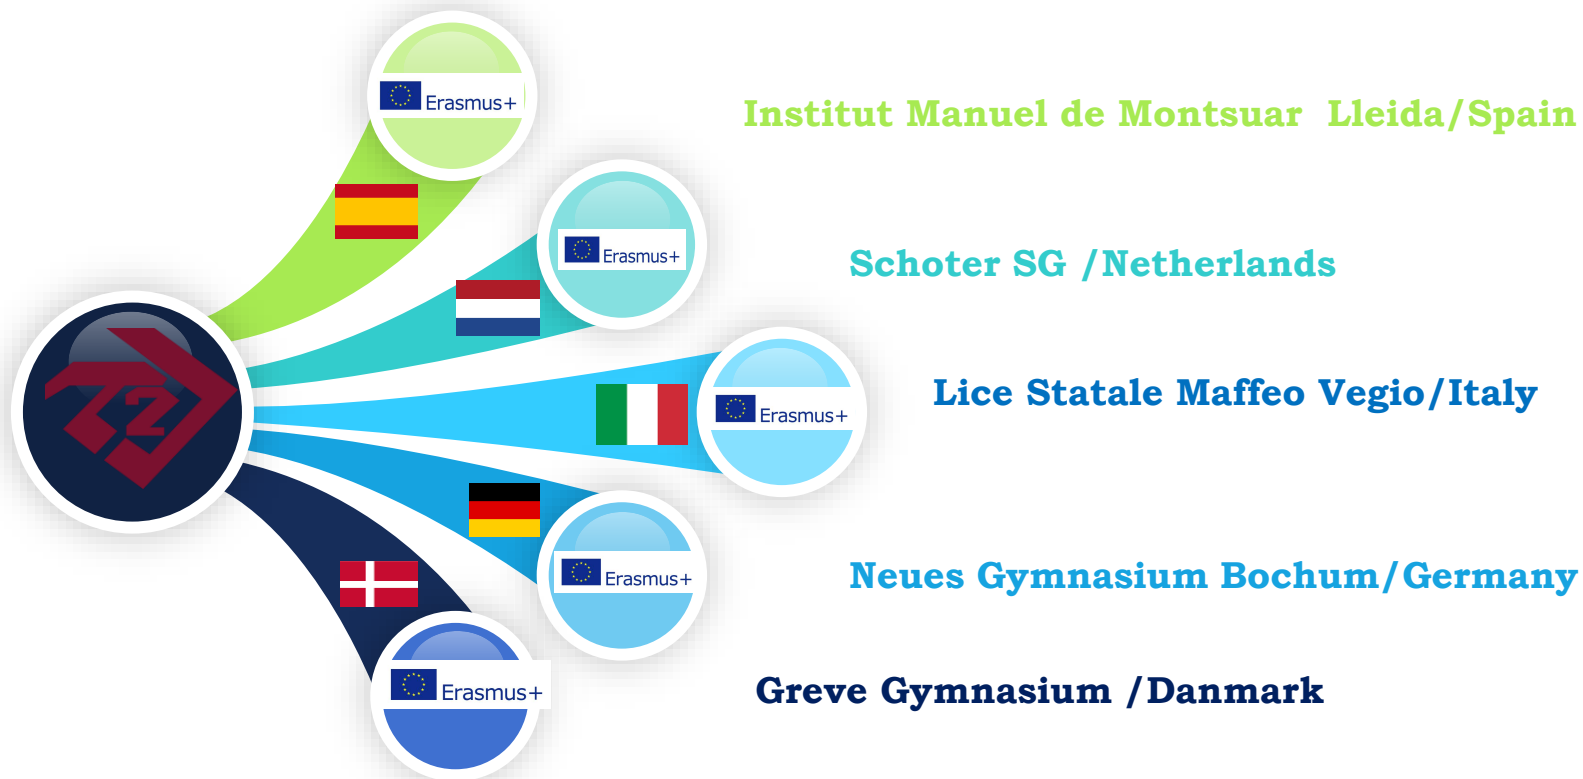 Erasmus+
Institut Manuel de Montsuar  Lleida/Spain
Erasmus+
Schoter SG /Netherlands
2
Erasmus+
Lice Statale Maffeo Vegio/Italy
Erasmus+
Neues Gymnasium Bochum/Germany
Erasmus+
Greve Gymnasium /Danmark